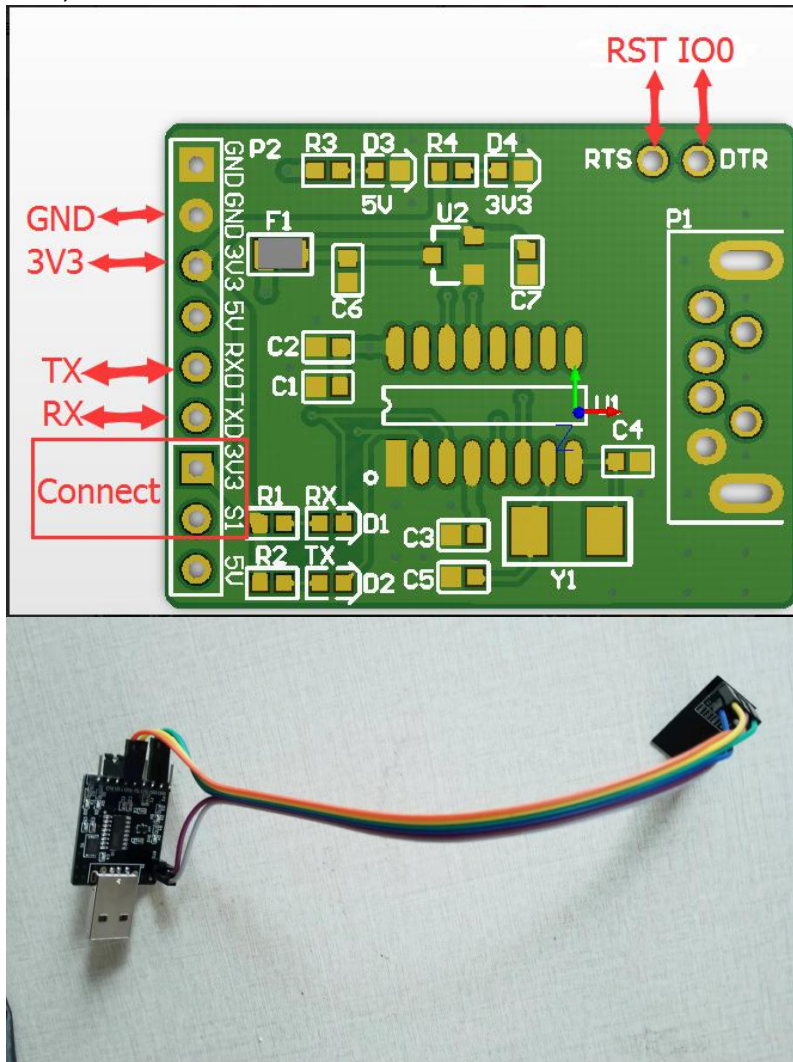 RST IO0
GND P2 R3 D3 R4 D4 RTS DTR
GND GND 5V 3V3 P1
3V3 3V3 F1 U2
5V C6 C7
TX RXD C2
RX TXD C1 U1
Z C4
Connect 3V3
S1 R1 RX D1 C3
5V R2 TX D2 C5 Y1